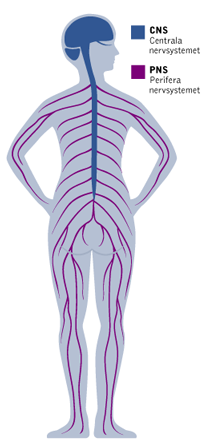 CNS
Centrala
nervsystemet
PNS
Perifera
nervsystemet